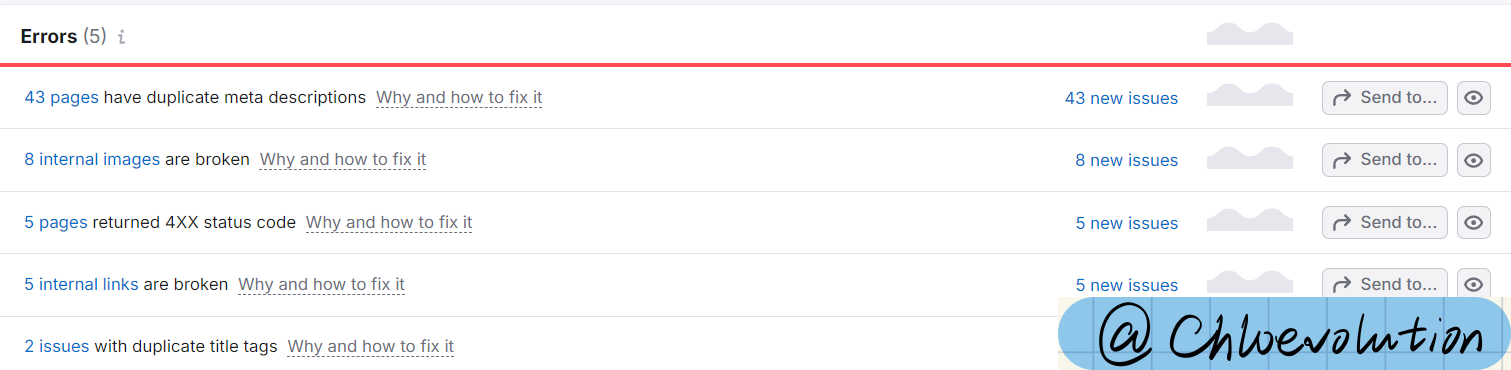 Errors (5) i
43 pages have duplicate meta descriptions Why and how to fix it 43 new issues Send to...
8 internal images are broken Why and how to fix it 8 new issues Send to...
5 pages returned 4XX status code Why and how to fix it 5 new issues Send to...
5 internal links are broken Why and how to fix it 5 new issues Send to...
2 issues with duplicate title tags Why and how to fix it
@Chloevolution